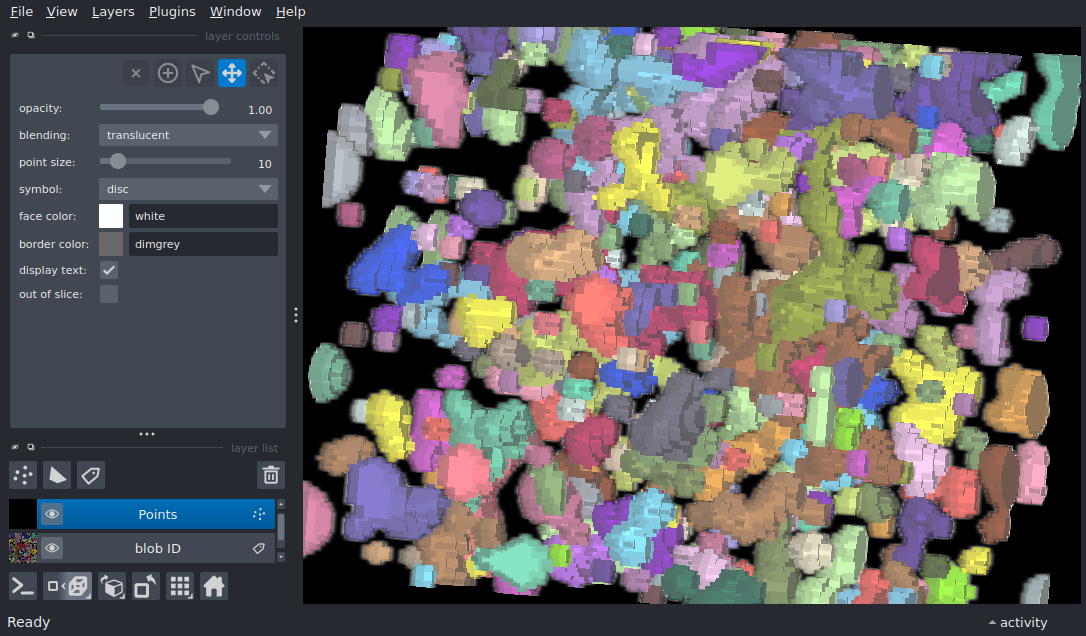 File View Layers Plugins Window Help
layer controls
opacity: 1.00
blending: translucent
point size: 10
symbol: disc
face color: white
border color: dimgrey
display text:
out of slice:
layer list
Points
blob ID
Ready
activity